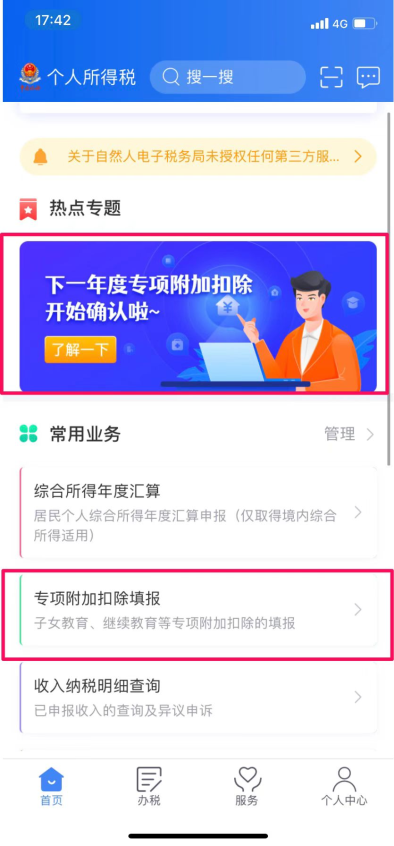 17:42
4G
个人所得税
搜一搜
关于自然人电子税务局未授权任何第三方服...
热点专题
下一年度专项附加扣除
开始确认啦~
了解一下
常用业务
管理
综合所得年度汇算
居民个人综合所得年度汇算申报（仅取得境内综合
所得适用）
专项附加扣除填报
子女教育、继续教育等专项附加扣除的填报
收入纳税明细查询
已申报收入的查询及异议申诉
首页
办税
服务
个人中心